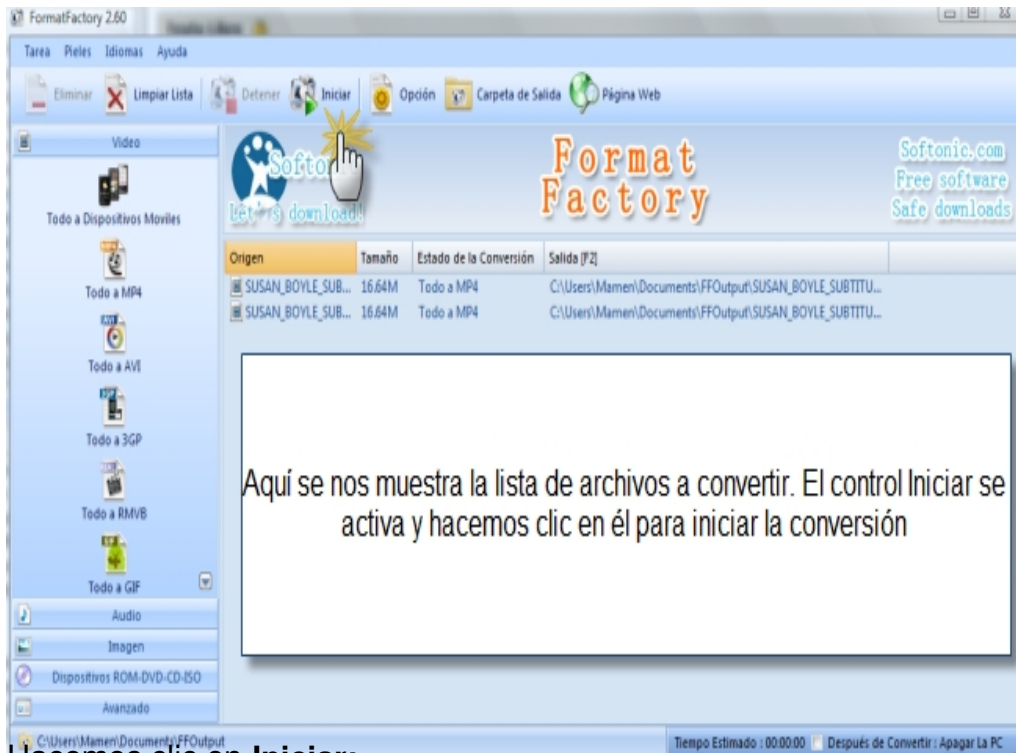 FormatFactory 2.60
Tarea Pieles Idiomas Ayuda
Eliminar Limpiar Lista Detener Iniciar Opción Carpeta de Salida Página Web
Video
Todo a Dispositivos Moviles
Todo a MP4
Todo a AVI
Todo a 3GP
Todo a RMVB
Todo a GIF
Audio
Imagen
Dispositivos ROM-DVD-CD-ISO
Avanzado
Let's download!
Format
Factory
Softonic.com
Free software
Safe downloads
Origen Tamaño Estado de la Conversión Salida [F2]
SUSAN_BOYLE_SUB... 16.64M Todo a MP4 C:\Users\Mamen\Documents\FFOutput\SUSAN_BOYLE_SUBTITU...
SUSAN_BOYLE_SUB... 16.64M Todo a MP4 C:\Users\Mamen\Documents\FFOutput\SUSAN_BOYLE_SUBTITU...
Aquí se nos muestra la lista de archivos a convertir. El control Iniciar se
activa y hacemos clic en él para iniciar la conversión
C:\Users\Mamen\Documents\FFOutput Tiempo Estimado : 00:00:00 Después de Convertir : Apagar La PC
Hacemos clic en Iniciar: